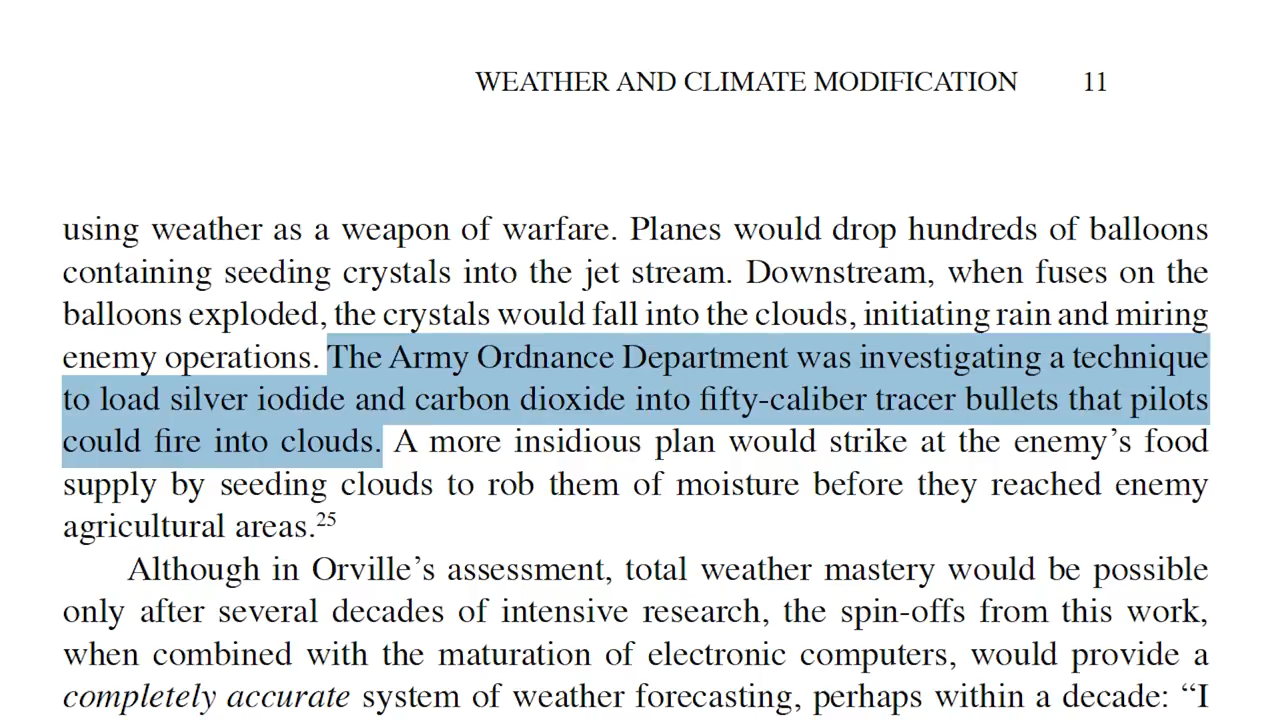 WEATHER AND CLIMATE MODIFICATION 11
using weather as a weapon of warfare. Planes would drop hundreds of balloons
containing seeding crystals into the jet stream. Downstream, when fuses on the
balloons exploded, the crystals would fall into the clouds, initiating rain and miring
enemy operations. The Army Ordnance Department was investigating a technique
to load silver iodide and carbon dioxide into fifty-caliber tracer bullets that pilots
could fire into clouds. A more insidious plan would strike at the enemy’s food
supply by seeding clouds to rob them of moisture before they reached enemy
agricultural areas.25
Although in Orville’s assessment, total weather mastery would be possible
only after several decades of intensive research, the spin-offs from this work,
when combined with the maturation of electronic computers, would provide a
completely accurate system of weather forecasting, perhaps within a decade: “I